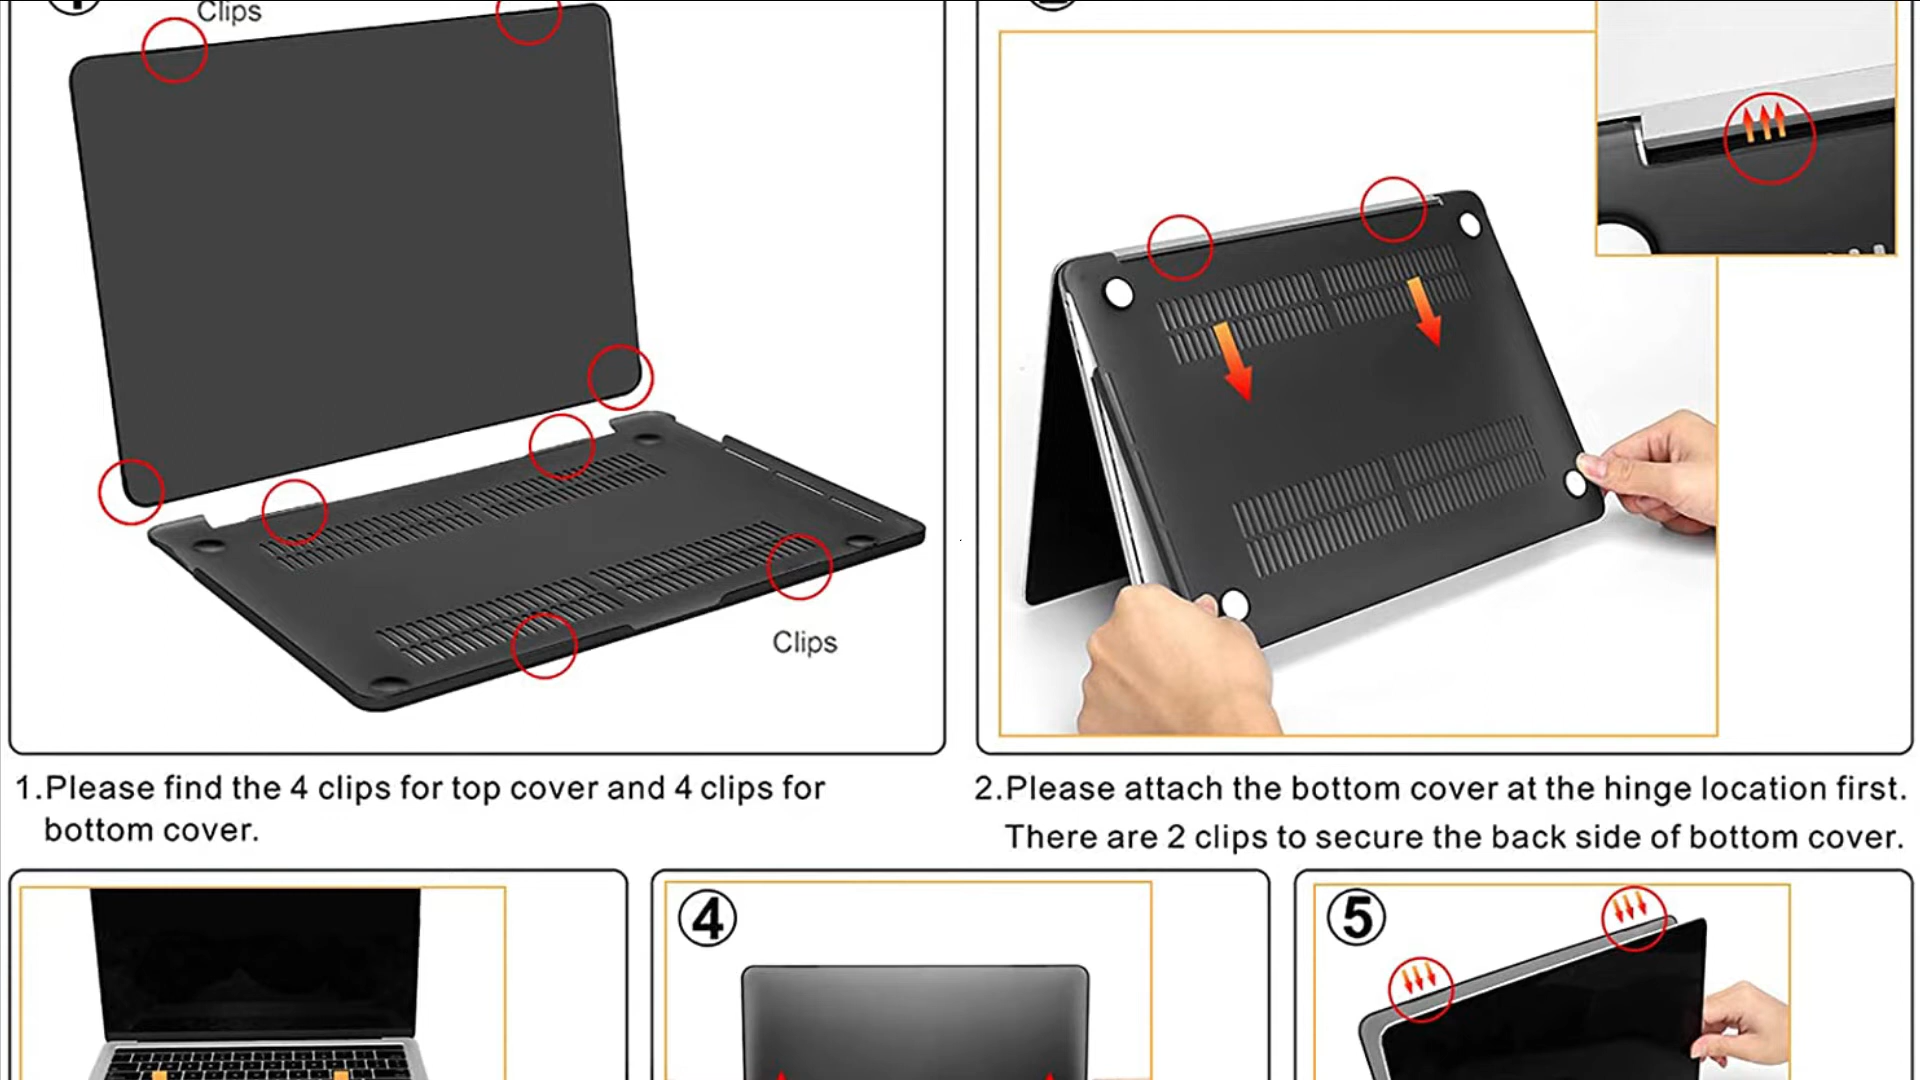 Clips
Clips
1.Please find the 4 clips for top cover and 4 clips for
bottom cover.
2.Please attach the bottom cover at the hinge location first.
There are 2 clips to secure the back side of bottom cover.
4
5